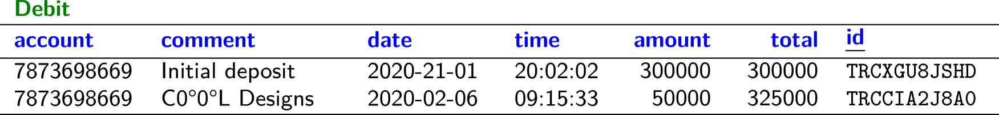 Debit
account comment date time amount total id
7873698669 Initial deposit 2020-21-01 20:02:02 300000 300000 TRCXGU8JSHD
7873698669 C0°0°L Designs 2020-02-06 09:15:33 50000 325000 TRCCIA2J8A0